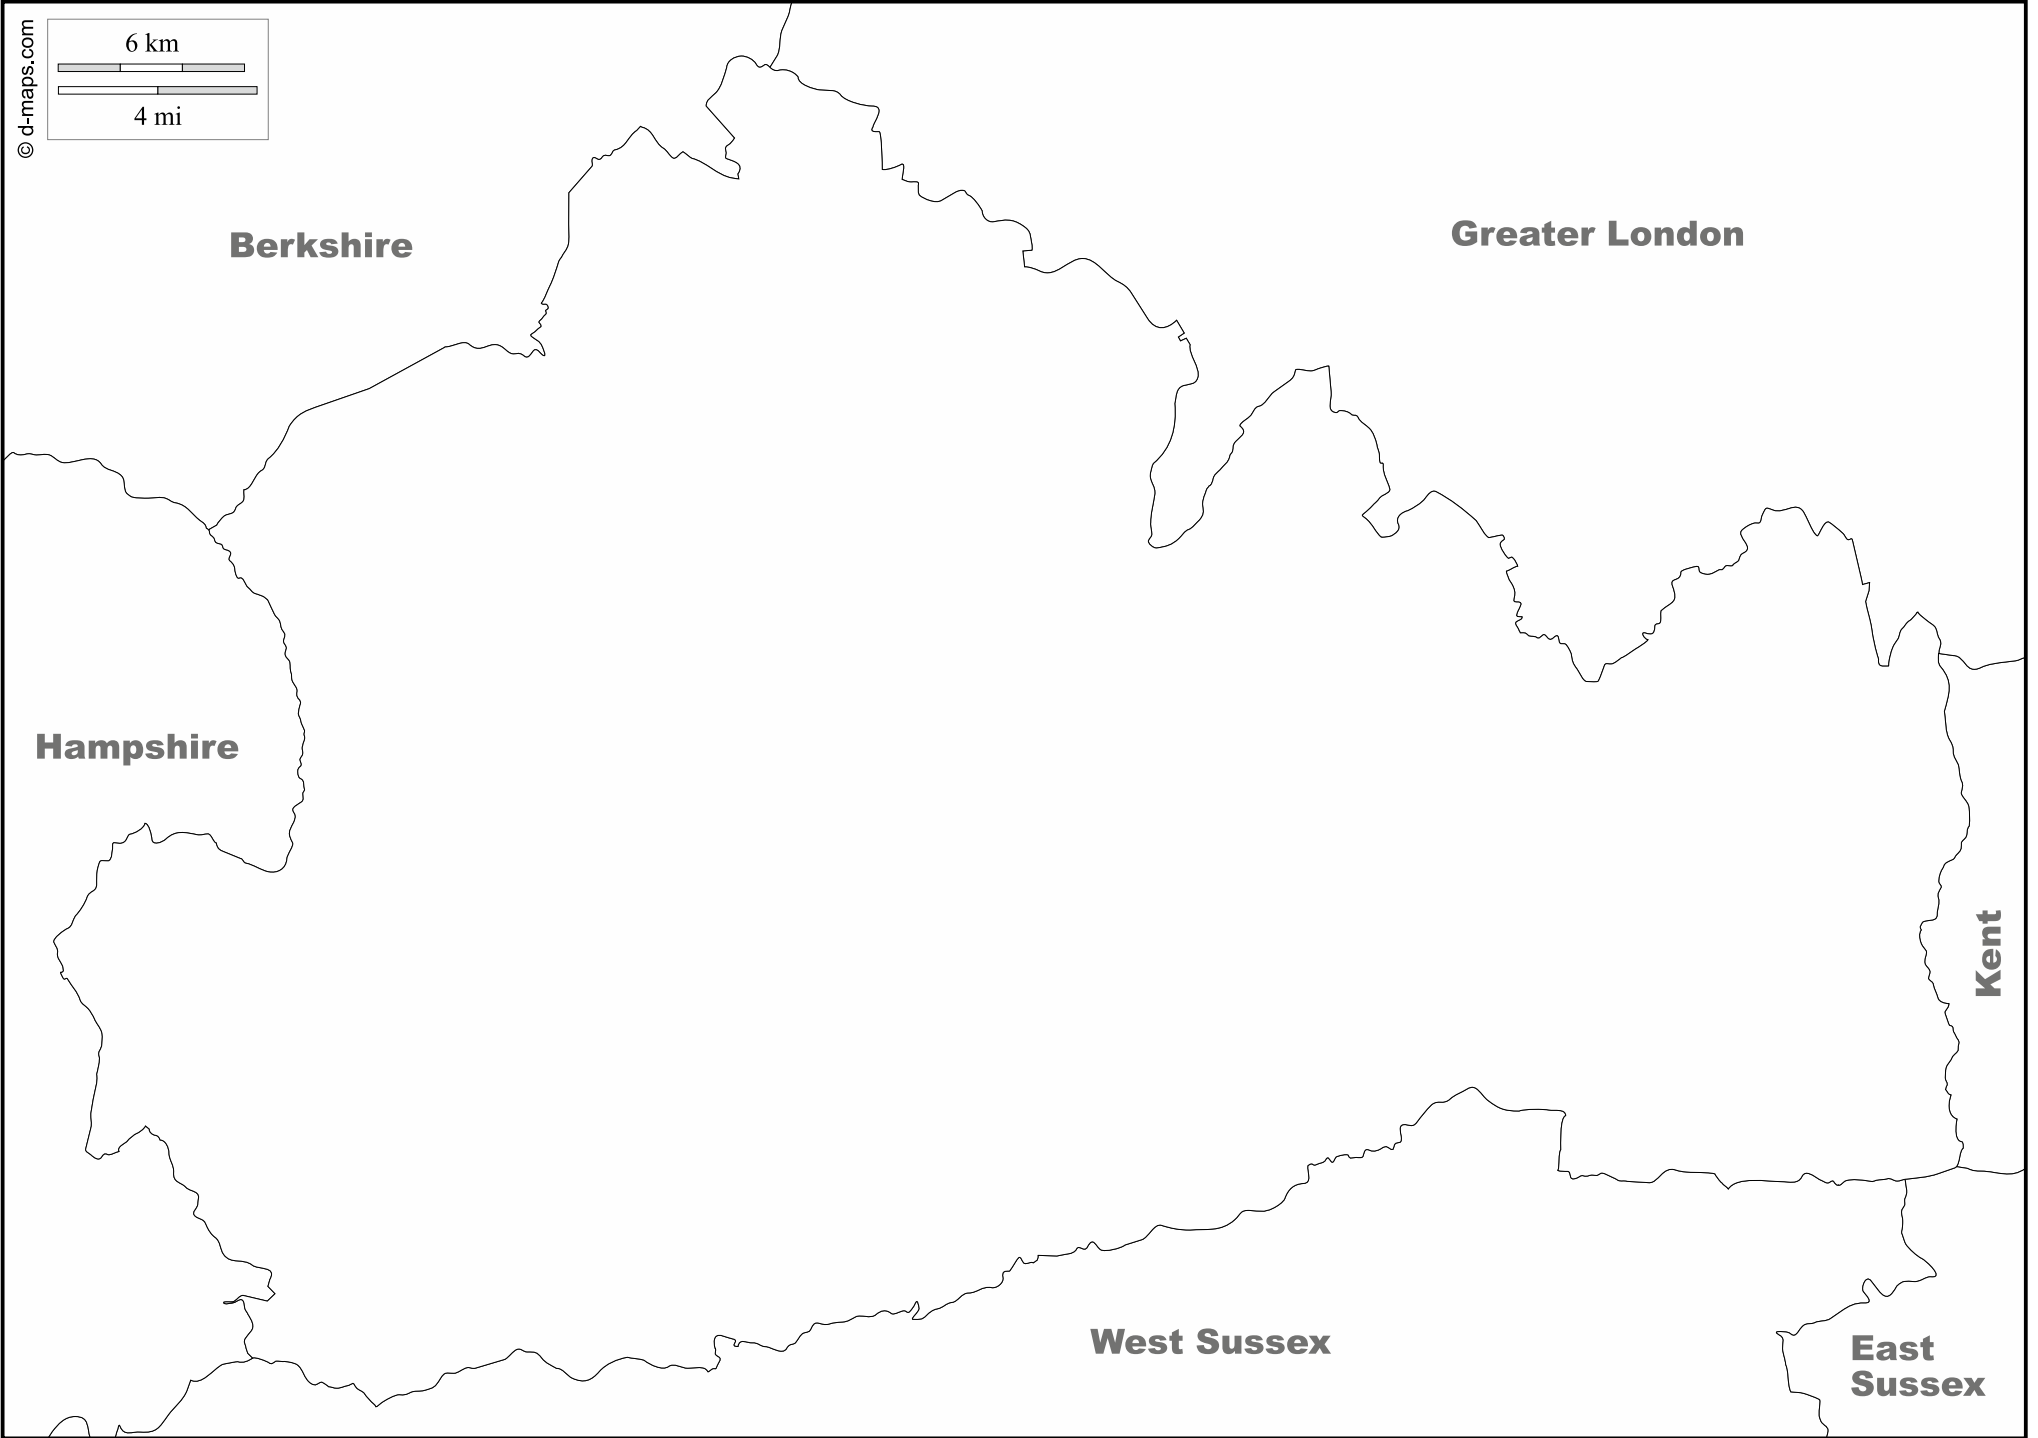 © d-maps.com
6 km
4 mi
Berkshire
Greater London
Hampshire
Kent
West Sussex
East
Sussex